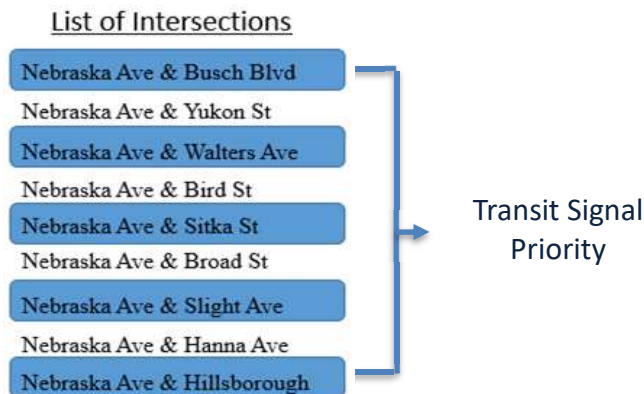 List of Intersections
Nebraska Ave & Busch Blvd
Nebraska Ave & Yukon St
Nebraska Ave & Walters Ave
Nebraska Ave & Bird St
Nebraska Ave & Sitka St
Nebraska Ave & Broad St
Nebraska Ave & Slight Ave
Nebraska Ave & Hanna Ave
Nebraska Ave & Hillsborough
Transit Signal
Priority